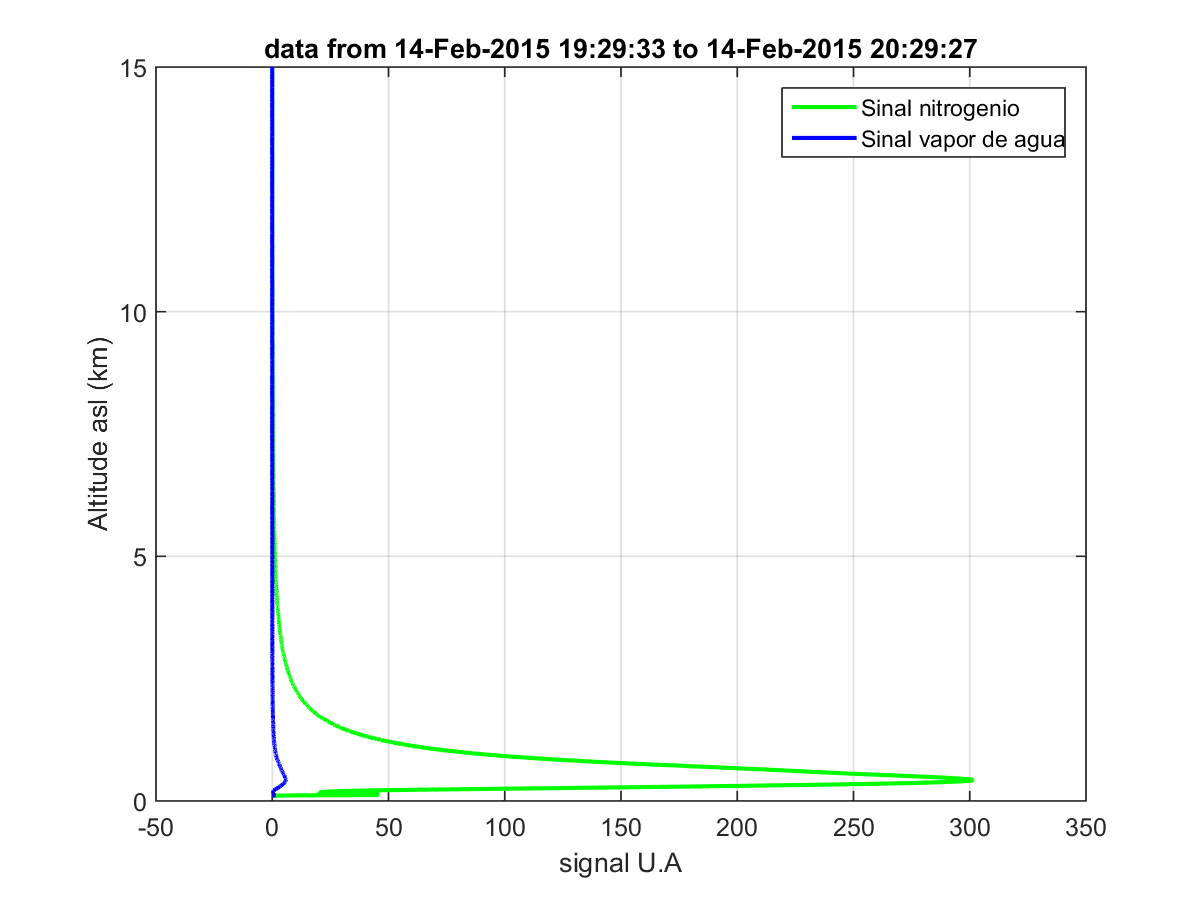 data from 14-Feb-2015 19:29:33 to 14-Feb-2015 20:29:27
Sinal nitrogenio
Sinal vapor de agua
15
10
5
0
Altitude asl (km)
-50 0 50 100 150 200 250 300 350
signal U.A